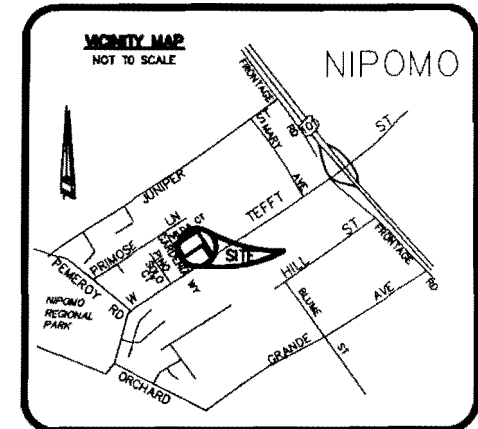 VICINITY MAP
NOT TO SCALE
NIPOMO
FRONTAGE
RD
101
ST
ST MARY
AVE
JUNIPER
TEFFT
ST
LN
PRIMOSE
SITE
HILL
FRONTAGE
RD
PEMEROY
RD
W
WY
BLUME
ST
AVE
GRANDE
NIPOMO
REGIONAL
PARK
ORCHARD